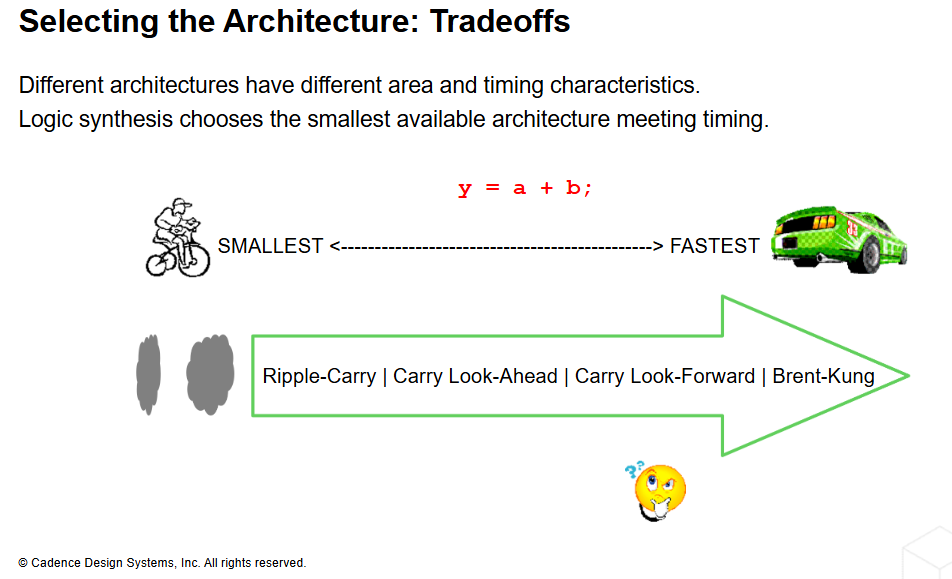 Selecting the Architecture: Tradeoffs
Different architectures have different area and timing characteristics.
Logic synthesis chooses the smallest available architecture meeting timing.
y = a + b;
SMALLEST <-----------------------------------------------> FASTEST
Ripple-Carry | Carry Look-Ahead | Carry Look-Forward | Brent-Kung
??
© Cadence Design Systems, Inc. All rights reserved.